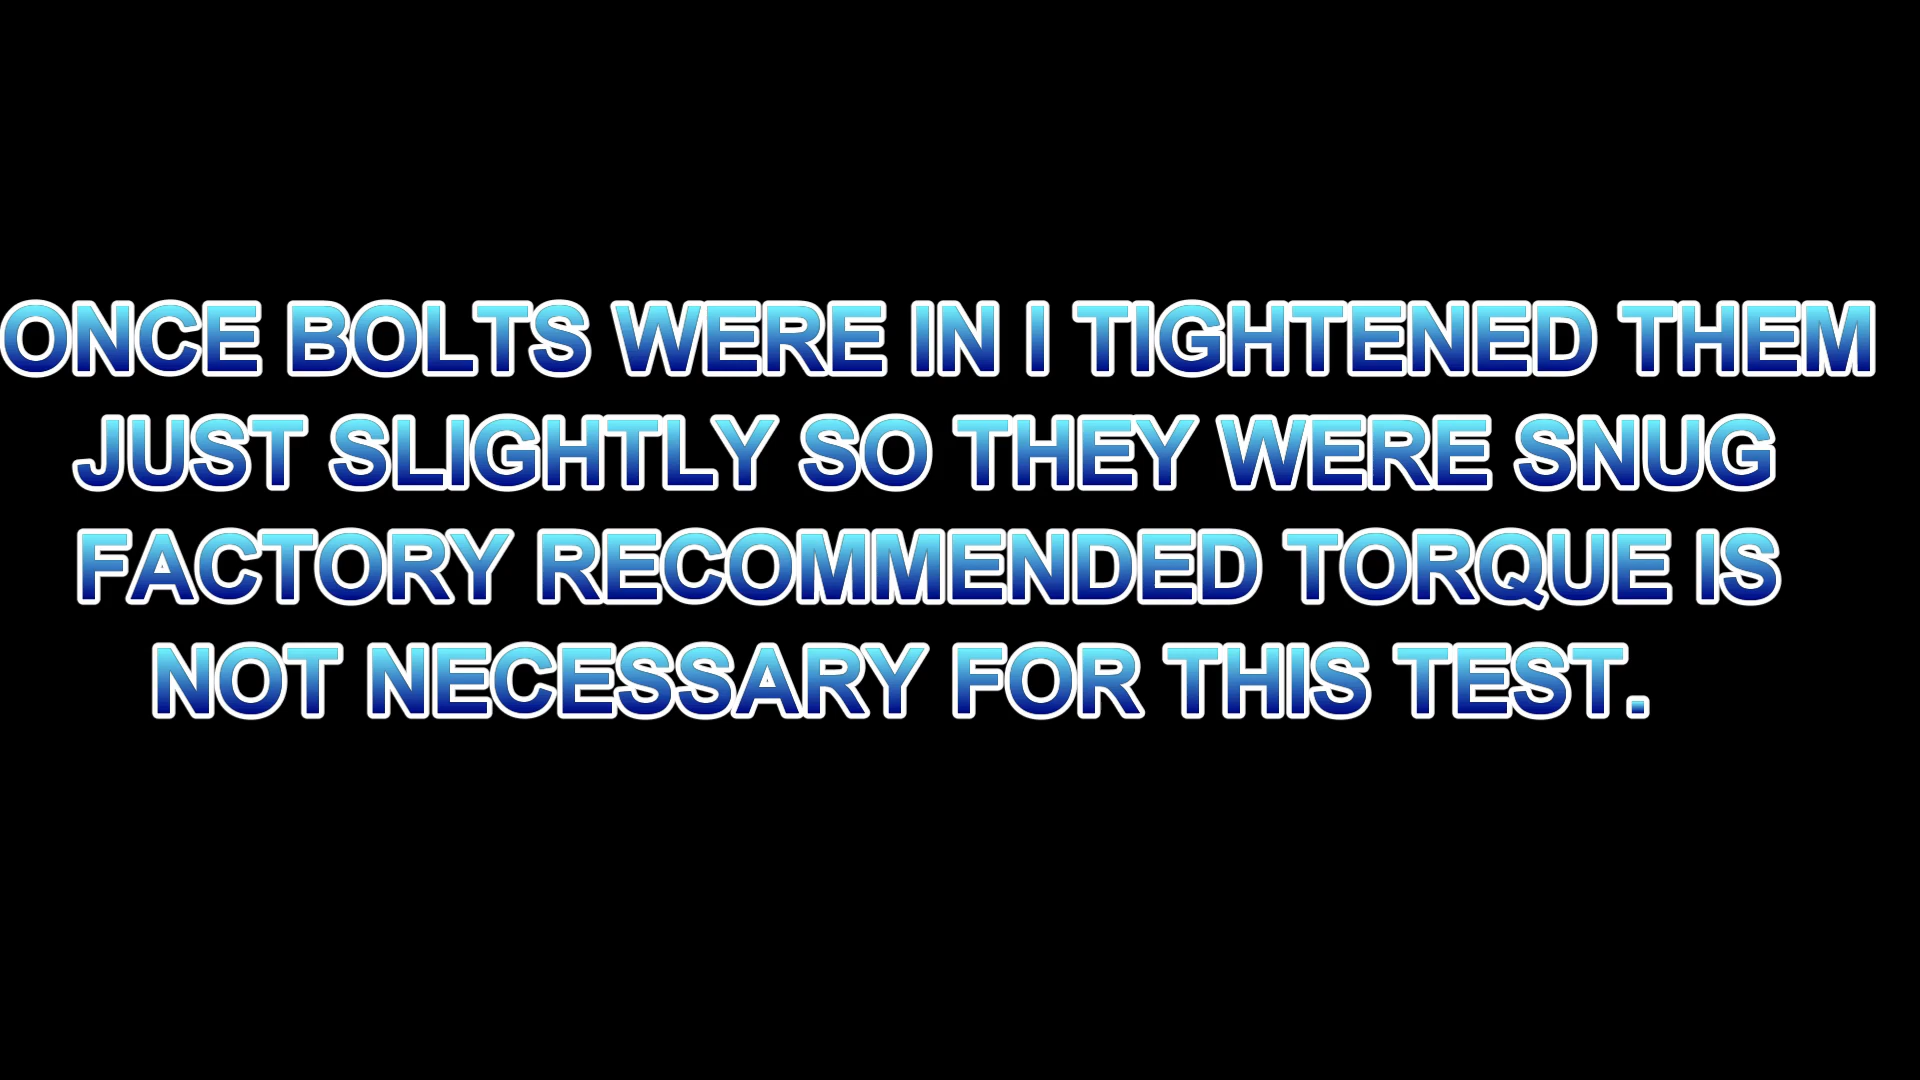 ONCE BOLTS WERE IN I TIGHTENED THEM
JUST SLIGHTLY SO THEY WERE SNUG
FACTORY RECOMMENDED TORQUE IS
NOT NECESSARY FOR THIS TEST.